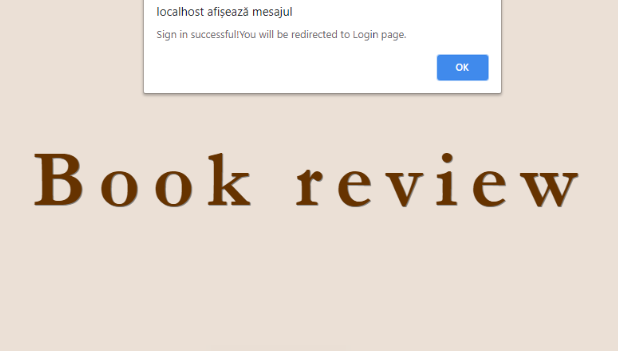 localhost afișează mesajul
Sign in successful!You will be redirected to Login page.
OK
Book review